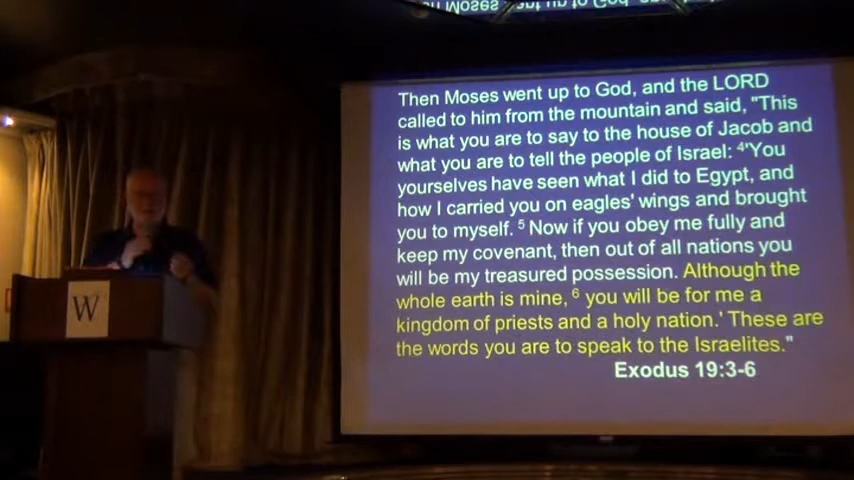 Then Moses went up to God, and the LORD
called to him from the mountain and said, "This
is what you are to say to the house of Jacob and
what you are to tell the people of Israel: ⁴'You
yourselves have seen what I did to Egypt, and
how I carried you on eagles' wings and brought
you to myself. ⁵ Now if you obey me fully and
keep my covenant, then out of all nations you
will be my treasured possession. Although the
whole earth is mine, ⁶ you will be for me a
kingdom of priests and a holy nation.' These are
the words you are to speak to the Israelites."
Exodus 19:3-6
W